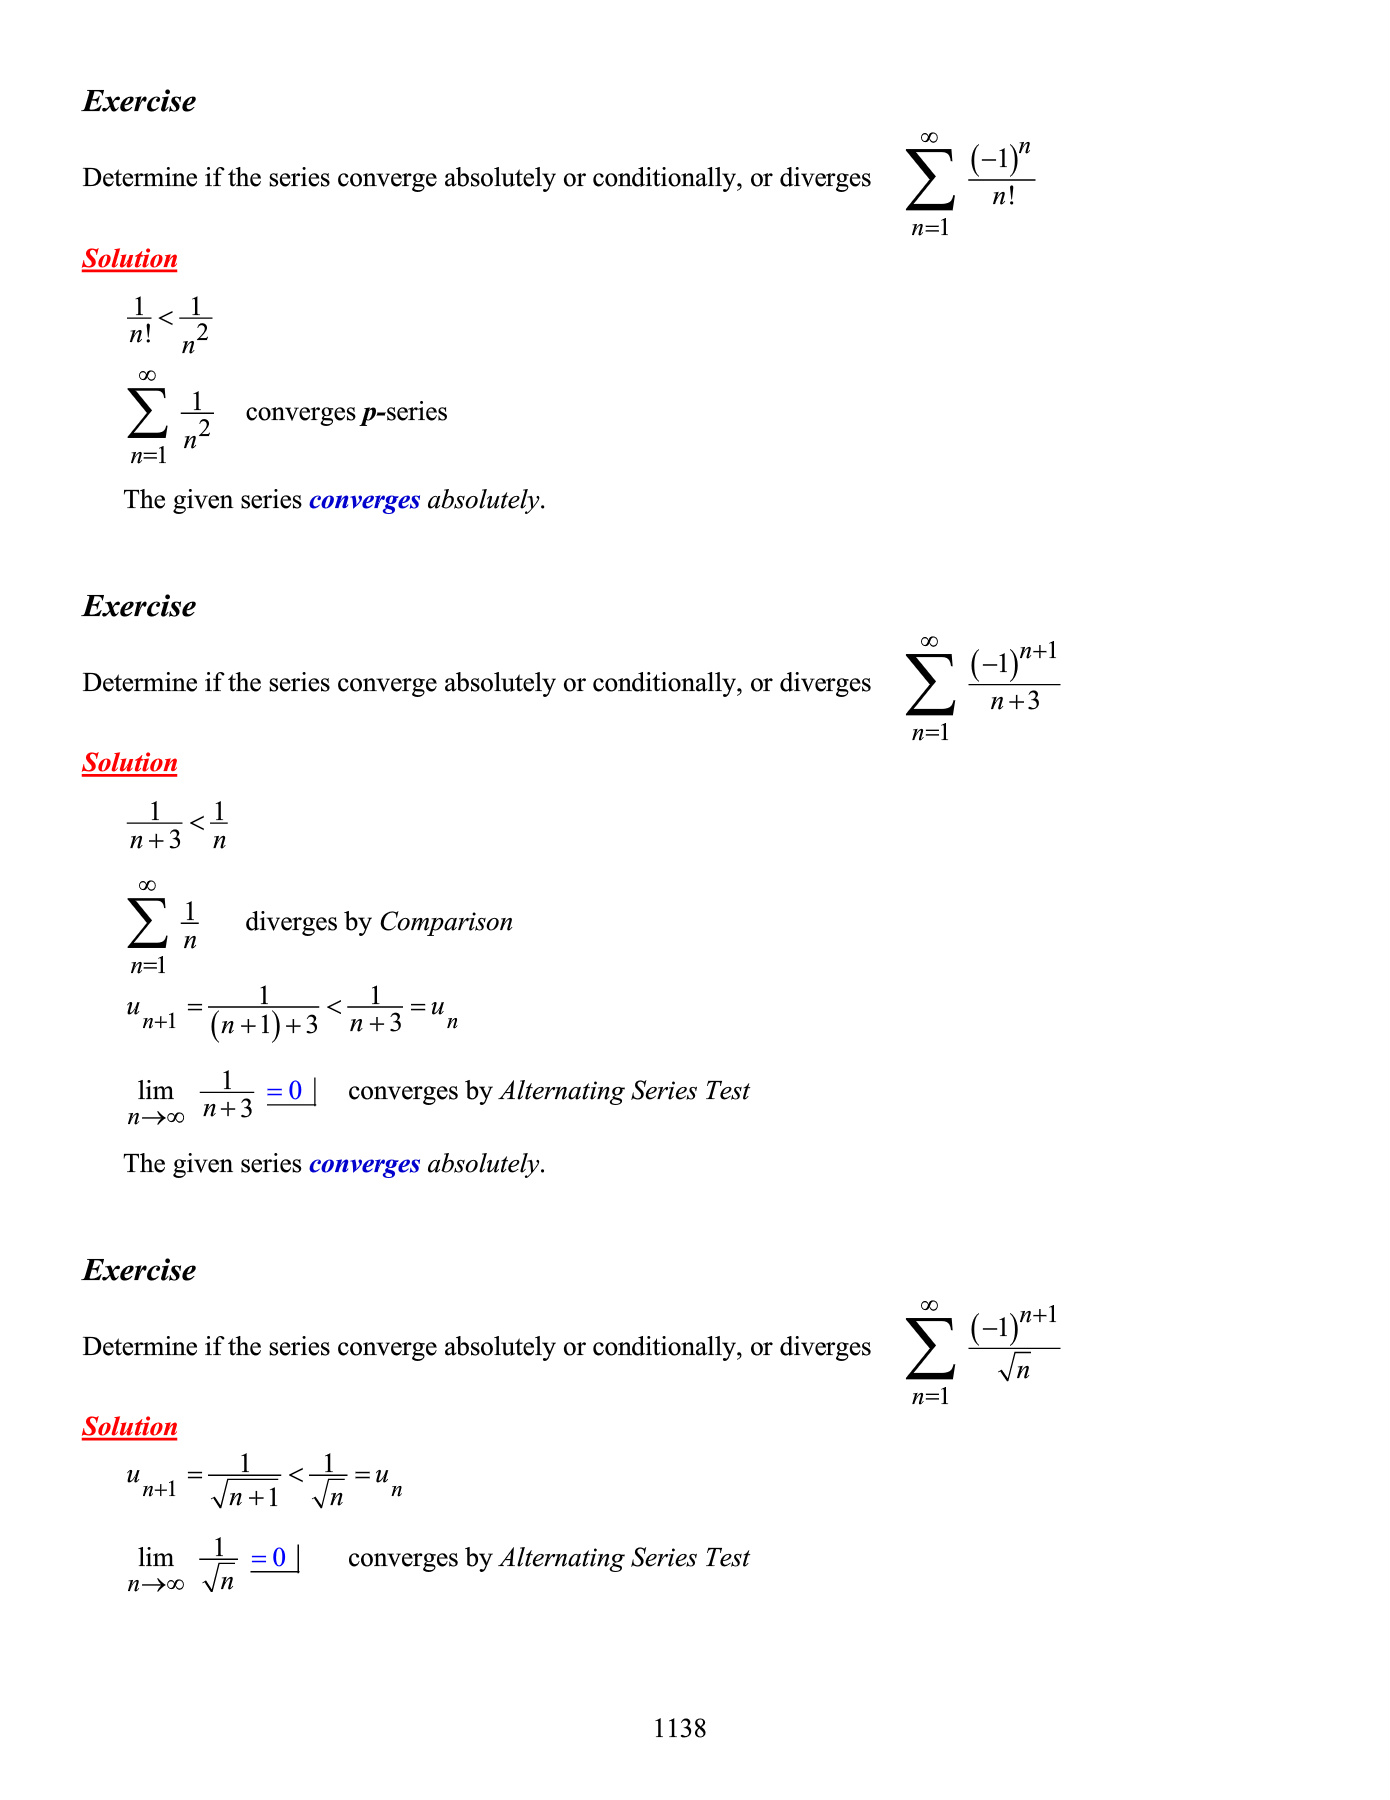 Exercise
Determine if the series converge absolutely or conditionally, or diverges $\sum_{n=1}^{\infty} \frac{(-1)^n}{n!}$
Solution
$\frac{1}{n!} < \frac{1}{n^2}$
$\sum_{n=1}^{\infty} \frac{1}{n^2}$ converges p-series
The given series converges absolutely.
Exercise
Determine if the series converge absolutely or conditionally, or diverges $\sum_{n=1}^{\infty} \frac{(-1)^{n+1}}{n+3}$
Solution
$\frac{1}{n+3} < \frac{1}{n}$
$\sum_{n=1}^{\infty} \frac{1}{n}$ diverges by Comparison
$u_{n+1} = \frac{1}{(n+1)+3} < \frac{1}{n+3} = u_n$
$\lim_{n \to \infty} \frac{1}{n+3} \underline{= 0|}$ converges by Alternating Series Test
The given series converges absolutely.
Exercise
Determine if the series converge absolutely or conditionally, or diverges $\sum_{n=1}^{\infty} \frac{(-1)^{n+1}}{\sqrt{n}}$
Solution
$u_{n+1} = \frac{1}{\sqrt{n+1}} < \frac{1}{\sqrt{n}} = u_n$
$\lim_{n \to \infty} \frac{1}{\sqrt{n}} \underline{= 0|}$ converges by Alternating Series Test
1138